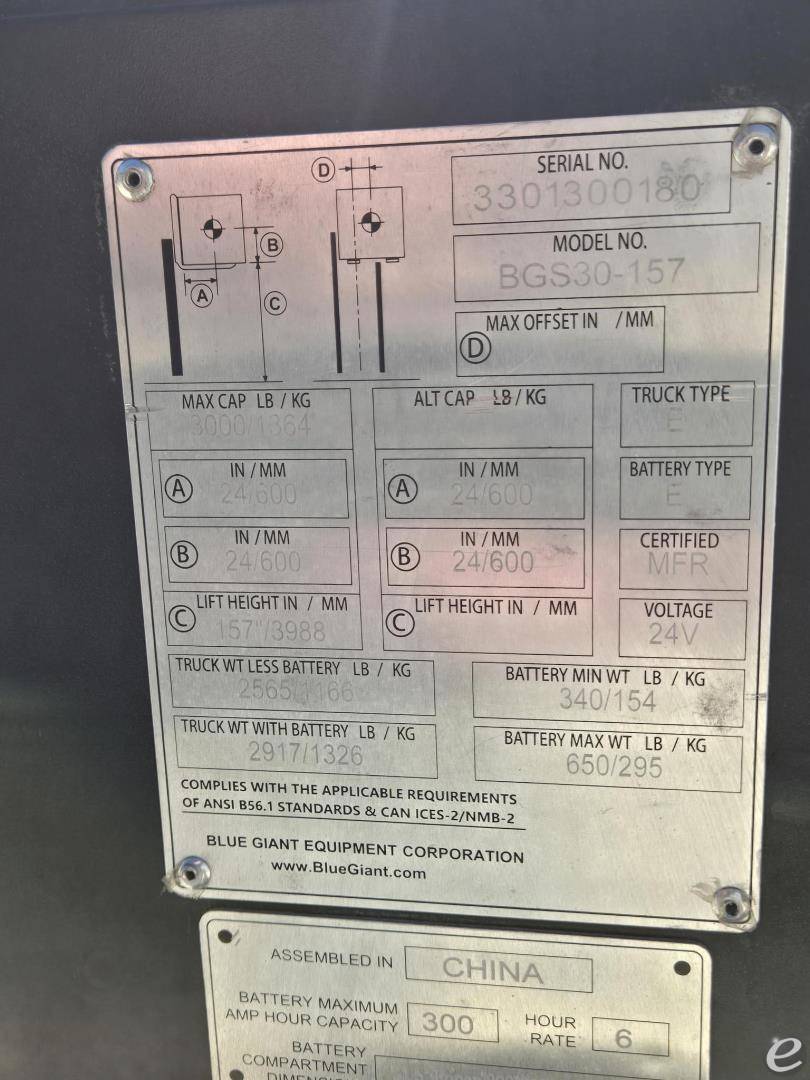 D
SERIAL NO.
3301300180
B
A
C
MODEL NO.
BGS30-157
MAX OFFSET IN /MM
D
MAX CAP LB / KG
3000/1364
ALT CAP LB / KG
TRUCK TYPE
E
A IN / MM
24/600
A IN / MM
24/600
BATTERY TYPE
E
B IN / MM
24/600
B IN / MM
24/600
CERTIFIED
MFR
C LIFT HEIGHT IN / MM
157"/3988
C LIFT HEIGHT IN / MM
VOLTAGE
24V
TRUCK WT LESS BATTERY LB / KG
2565/1166
BATTERY MIN WT LB / KG
340/154
TRUCK WT WITH BATTERY LB / KG
2917/1326
BATTERY MAX WT LB / KG
650/295
COMPLIES WITH THE APPLICABLE REQUIREMENTS
OF ANSI B56.1 STANDARDS & CAN ICES-2/NMB-2
BLUE GIANT EQUIPMENT CORPORATION
www.BlueGiant.com
ASSEMBLED IN CHINA
BATTERY MAXIMUM
AMP HOUR CAPACITY 300 HOUR
RATE 6
BATTERY
COMPARTMENT
e